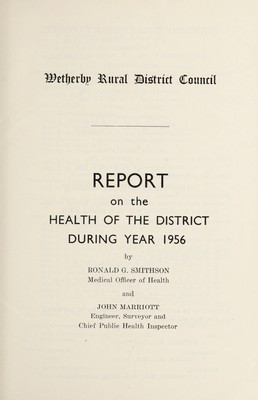 Wetherby Rural District Council
REPORT
on the
HEALTH OF THE DISTRICT
DURING YEAR 1956
by
RONALD G. SMITHSON
Medical Officer of Health
and
JOHN MARRIOTT
Engineer, Surveyor and
Chief Public Health Inspector